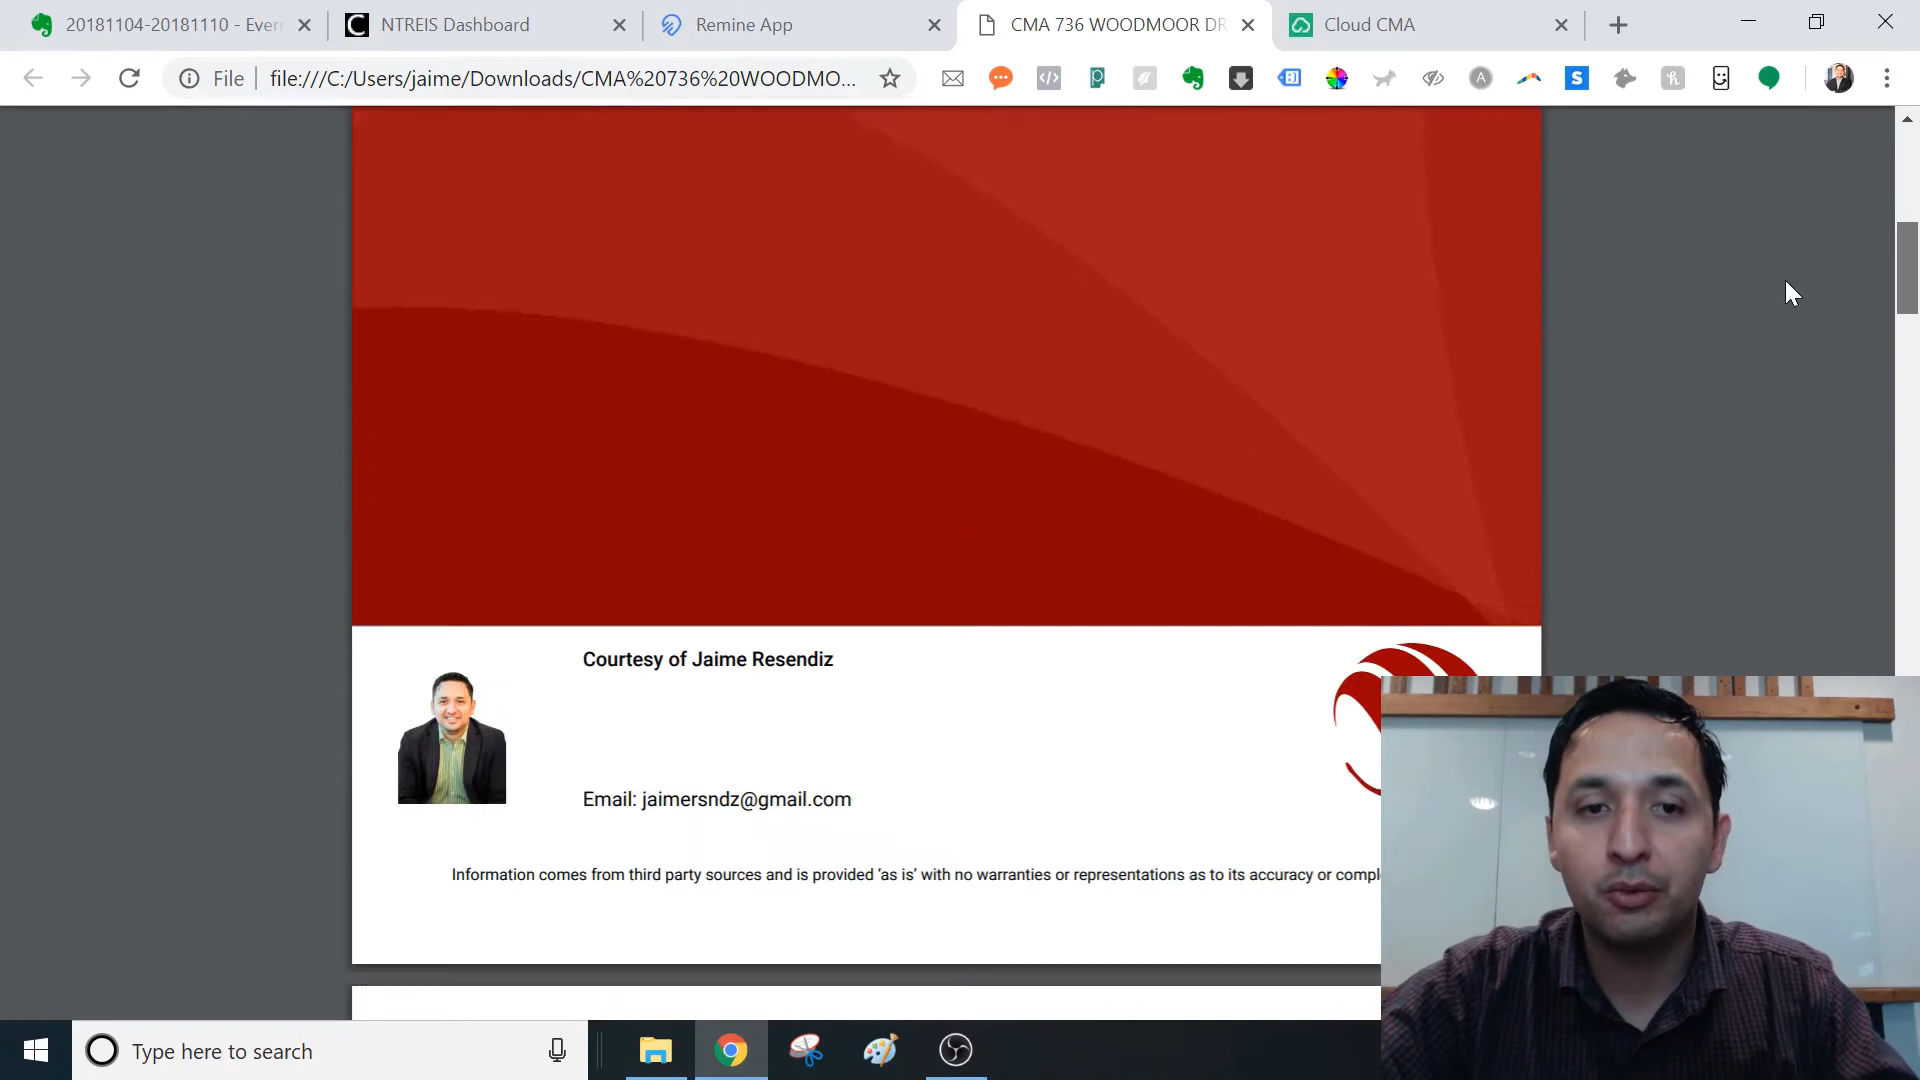 20181104-20181110 - Ever
NTREIS Dashboard
Remine App
CMA 736 WOODMOOR DR
Cloud CMA
File
file:///C:/Users/jaime/Downloads/CMA%20736%20WOODMO...
Courtesy of Jaime Resendiz
Email: jaimersndz@gmail.com
Information comes from third party sources and is provided 'as is' with no warranties or representations as to its accuracy or compl
Type here to search